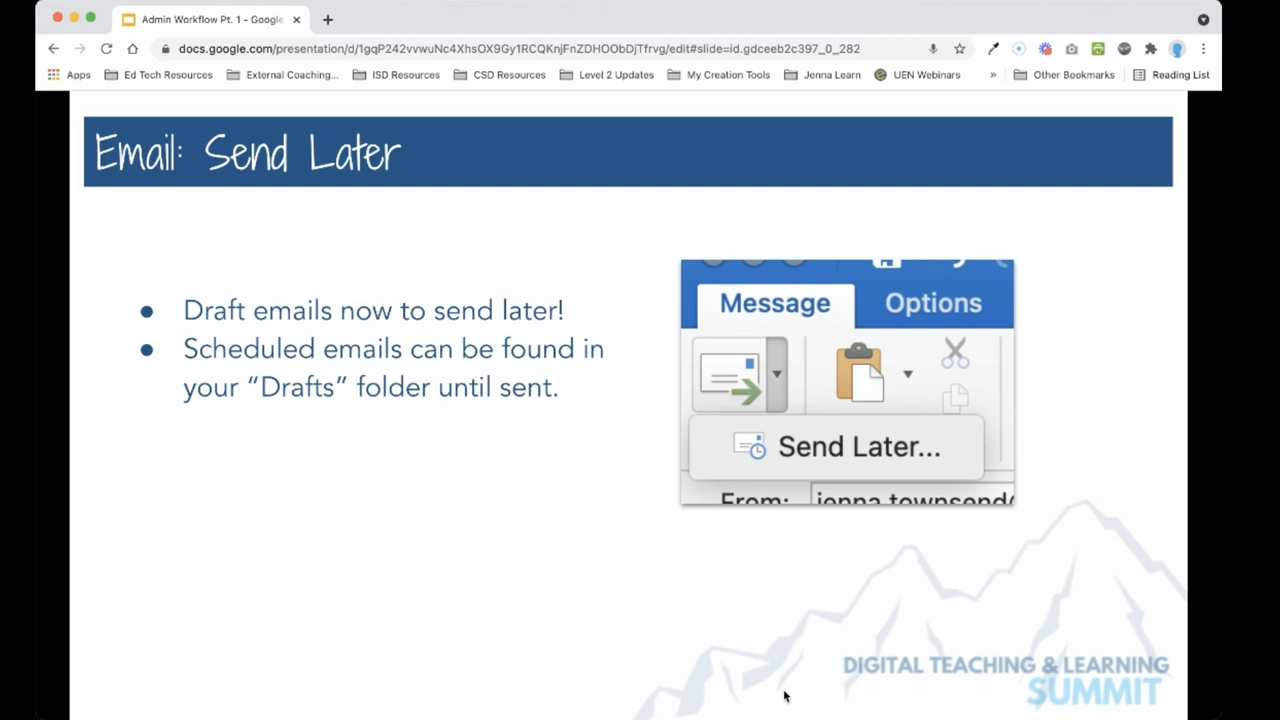 Admin Workflow Pt. 1 - Google
docs.google.com/presentation/d/1gqP242vvwuNc4XhsOX9Gy1RCQKnjFnZDHOObDjTfrvg/edit#slide=id.gdceeb2c397_0_282
Apps Ed Tech Resources External Coaching... ISD Resources CSD Resources Level 2 Updates My Creation Tools Jenna Learn UEN Webinars » Other Bookmarks Reading List
Email: Send Later
● Draft emails now to send later!
● Scheduled emails can be found in
your “Drafts” folder until sent.
Message Options
Send Later...
From: jenna.townsend@
DIGITAL TEACHING & LEARNING
SUMMIT